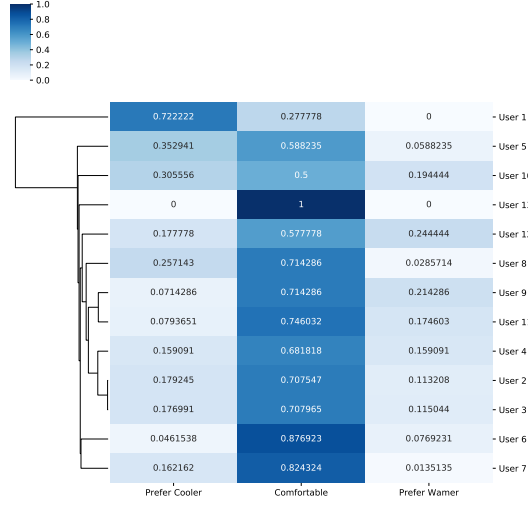 1.0
0.8
0.6
0.4
0.2
0.0
0.722222 0.277778 0 User 1
0.352941 0.588235 0.0588235 User 5
0.305556 0.5 0.194444 User
0 1 0 User
0.177778 0.577778 0.244444 User
0.257143 0.714286 0.0285714 User 8
0.0714286 0.714286 0.214286 User 9
0.0793651 0.746032 0.174603 User
0.159091 0.681818 0.159091 User 4
0.179245 0.707547 0.113208 User 2
0.176991 0.707965 0.115044 User 3
0.0461538 0.876923 0.0769231 User 6
0.162162 0.824324 0.0135135 User 7
Prefer Cooler Comfortable Prefer Wamer